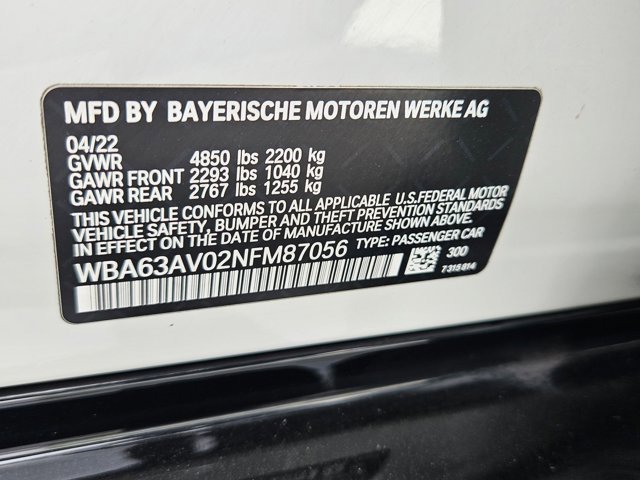 MFD BY BAYERISCHE MOTOREN WERKE AG
04/22
GVWR 4850 lbs 2200 kg
GAWR FRONT 2293 lbs 1040 kg
GAWR REAR 2767 lbs 1255 kg
THIS VEHICLE CONFORMS TO ALL APPLICABLE U.S.FEDERAL MOTOR
VEHICLE SAFETY, BUMPER AND THEFT PREVENTION STANDARDS
IN EFFECT ON THE DATE OF MANUFACTURE SHOWN ABOVE.
WBA63AV02NFM87056 TYPE: PASSENGER CAR
300
7 315 814